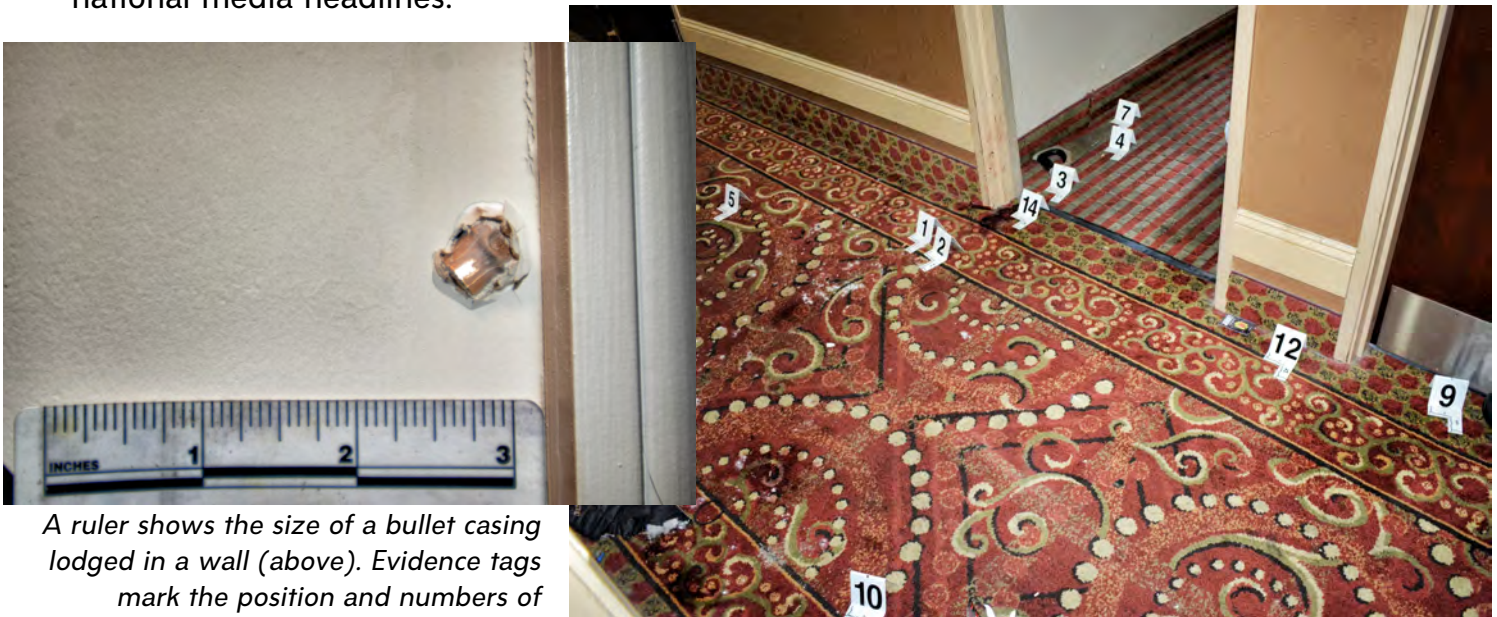 national media headlines.
INCHES 1 2 3
7
4
3
14
5
1
2
12
9
10
A ruler shows the size of a bullet casing
lodged in a wall (above). Evidence tags
mark the position and numbers of